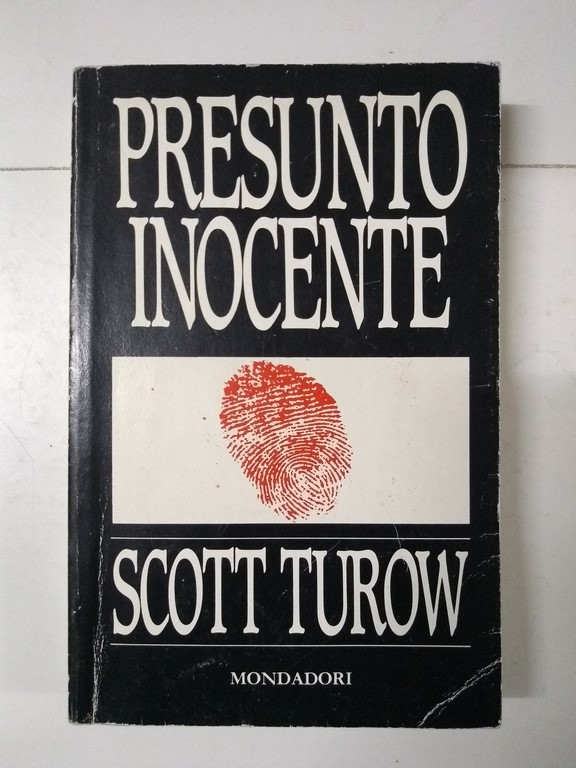 PRESUNTO
INOCENTE
SCOTT TUROW
MONDADORI